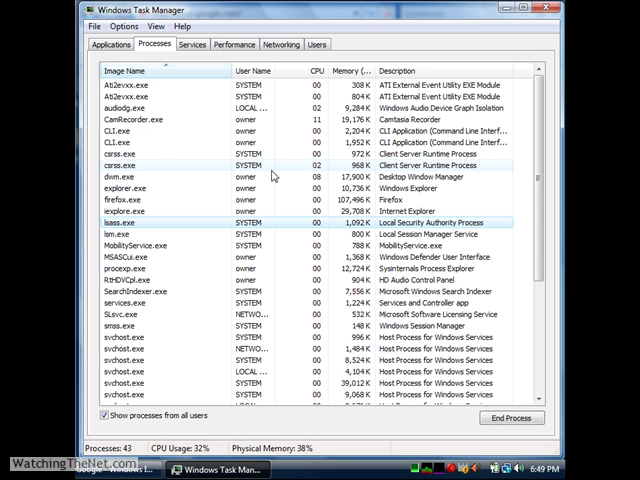 Windows Task Manager
File Options View Help
Applications Processes Services Performance Networking Users
Image Name User Name CPU Memory (... Description
Ati2evxx.exe SYSTEM 00 308 K ATI External Event Utility EXE Module
Ati2evxx.exe SYSTEM 00 804 K ATI External Event Utility EXE Module
audiodg.exe LOCAL ... 02 9,284 K Windows Audio Device Graph Isolation
CamRecorder.exe owner 11 19,176 K Camtasia Recorder
CLI.exe owner 00 2,204 K CLI Application (Command Line Interf...
CLI.exe owner 00 1,952 K CLI Application (Command Line Interf...
csrss.exe SYSTEM 00 972 K Client Server Runtime Process
csrss.exe SYSTEM 02 968 K Client Server Runtime Process
dwm.exe owner 08 17,900 K Desktop Window Manager
explorer.exe owner 00 10,736 K Windows Explorer
firefox.exe owner 00 107,496 K Firefox
iexplore.exe owner 00 29,708 K Internet Explorer
lsass.exe SYSTEM 00 1,092 K Local Security Authority Process
lsm.exe SYSTEM 00 800 K Local Session Manager Service
MobilityService.exe SYSTEM 00 788 K MobilityService.exe
MSASCui.exe owner 00 1,368 K Windows Defender User Interface
procexp.exe owner 00 12,724 K Sysinternals Process Explorer
RtHDVCpl.exe owner 00 904 K HD Audio Control Panel
SearchIndexer.exe SYSTEM 00 7,556 K Microsoft Windows Search Indexer
services.exe SYSTEM 00 1,224 K Services and Controller app
SLsvc.exe NETWO... 00 532 K Microsoft Software Licensing Service
smss.exe SYSTEM 00 148 K Windows Session Manager
svchost.exe SYSTEM 00 996 K Host Process for Windows Services
svchost.exe NETWO... 00 1,484 K Host Process for Windows Services
svchost.exe SYSTEM 00 8,524 K Host Process for Windows Services
svchost.exe LOCAL ... 00 4,104 K Host Process for Windows Services
svchost.exe SYSTEM 00 39,012 K Host Process for Windows Services
svchost.exe SYSTEM 00 8,672 K Host Process for Windows Services
Show processes from all users End Process
Processes: 43 CPU Usage: 32% Physical Memory: 38%
WatchingTheNet.com
Google - Windows I... Windows Task Man... 6:49 PM